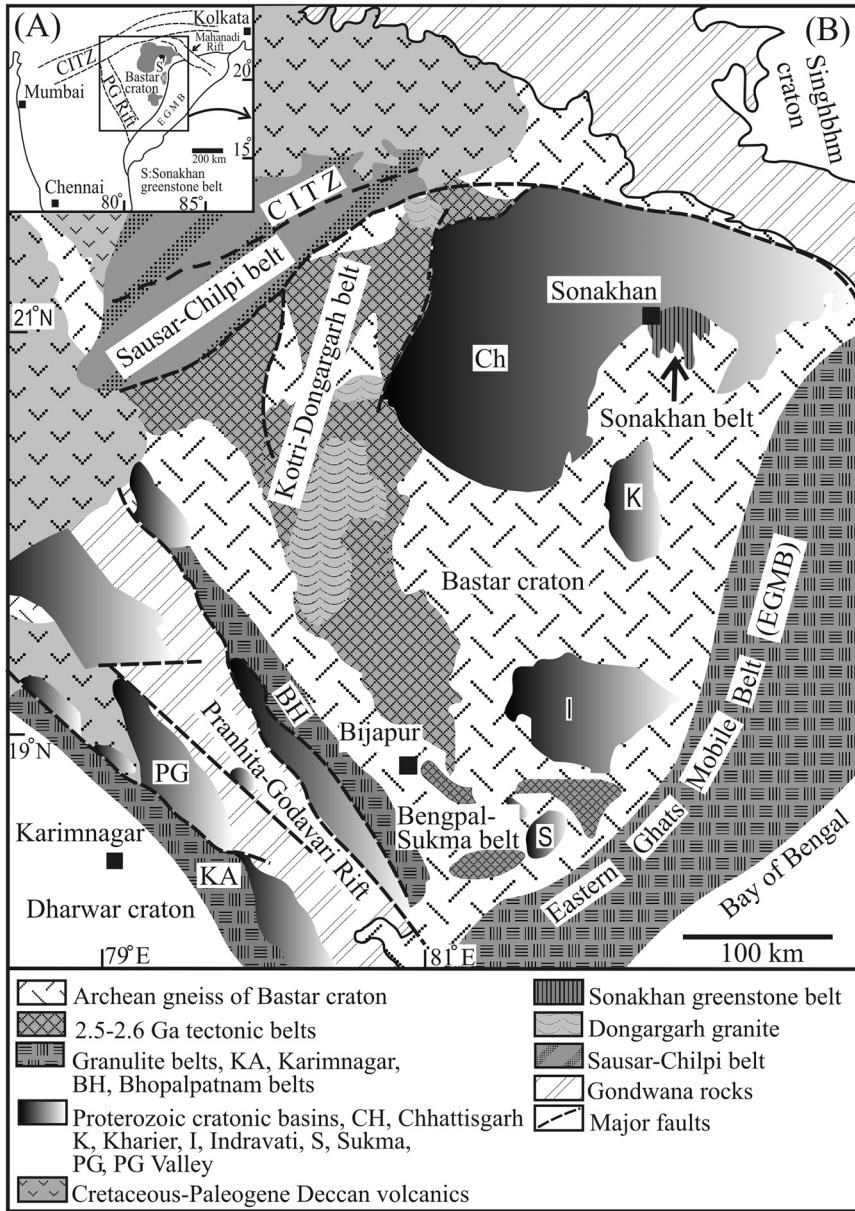 (A)
Kolkata
Mahanadi
Rift
CITZ
S
Bastar
craton
20°
PG Rift
EGMB
Mumbai
200 km
15°
S:Sonakhan
greenstone belt
Chennai
80°
85°
(B)
Singhbhm
craton
CITZ
Sausar-Chilpi belt
Kotri-Dongargarh belt
21°N
Sonakhan
Ch
Sonakhan belt
K
Bastar craton
Eastern Ghats Mobile Belt (EGMB)
I
BH
Bijapur
19°N
PG
Pranhita-Godavari Rift
Bengpal-
Sukma belt
S
Karimnagar
KA
Dharwar craton
Bay of Bengal
79°E
81°E
100 km
Archean gneiss of Bastar craton
2.5-2.6 Ga tectonic belts
Granulite belts, KA, Karimnagar,
BH, Bhopalpatnam belts
Proterozoic cratonic basins, CH, Chhattisgarh
K, Kharier, I, Indravati, S, Sukma,
PG, PG Valley
Cretaceous-Paleogene Deccan volcanics
Sonakhan greenstone belt
Dongargarh granite
Sausar-Chilpi belt
Gondwana rocks
Major faults